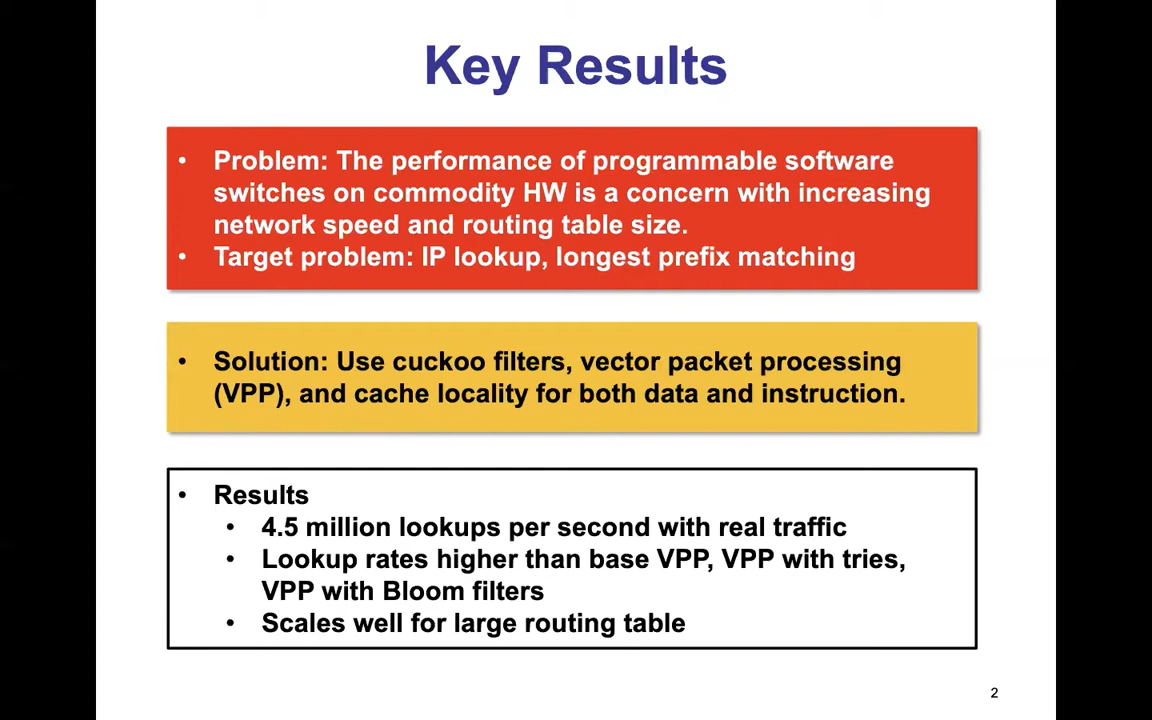 Key Results
• Problem: The performance of programmable software
switches on commodity HW is a concern with increasing
network speed and routing table size.
• Target problem: IP lookup, longest prefix matching
• Solution: Use cuckoo filters, vector packet processing
(VPP), and cache locality for both data and instruction.
• Results
• 4.5 million lookups per second with real traffic
• Lookup rates higher than base VPP, VPP with tries,
VPP with Bloom filters
• Scales well for large routing table
2